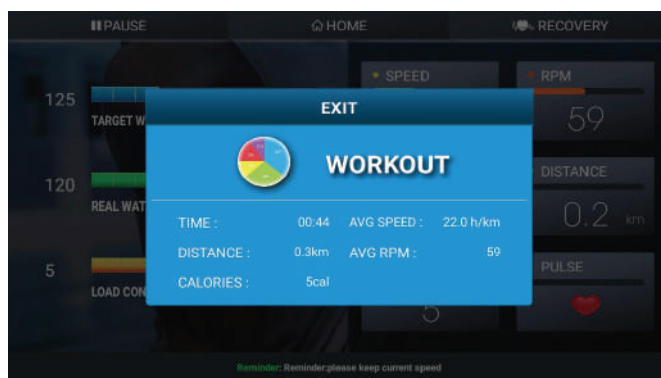 PAUSE
HOME
RECOVERY
SPEED
RPM
125
TARGET W
59
EXIT
WORKOUT
120
REAL WAT
DISTANCE
0.2 km
TIME : 00:44 AVG SPEED : 22.0 h/km
DISTANCE : 0.3km AVG RPM : 59
CALORIES : 5cal
5
LOAD CON
PULSE
5
Reminder: Reminder:please keep current speed